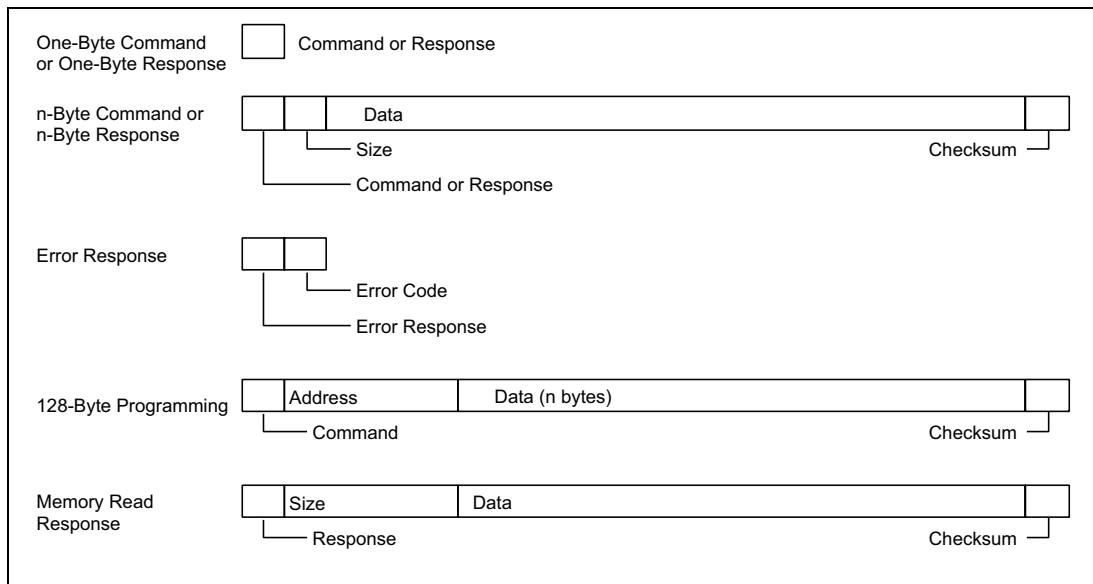 One-Byte Command
or One-Byte Response
Command or Response
n-Byte Command or
n-Byte Response
Data
Size
Checksum
Command or Response
Error Response
Error Code
Error Response
128-Byte Programming
Address
Data (n bytes)
Command
Checksum
Memory Read
Response
Size
Data
Response
Checksum